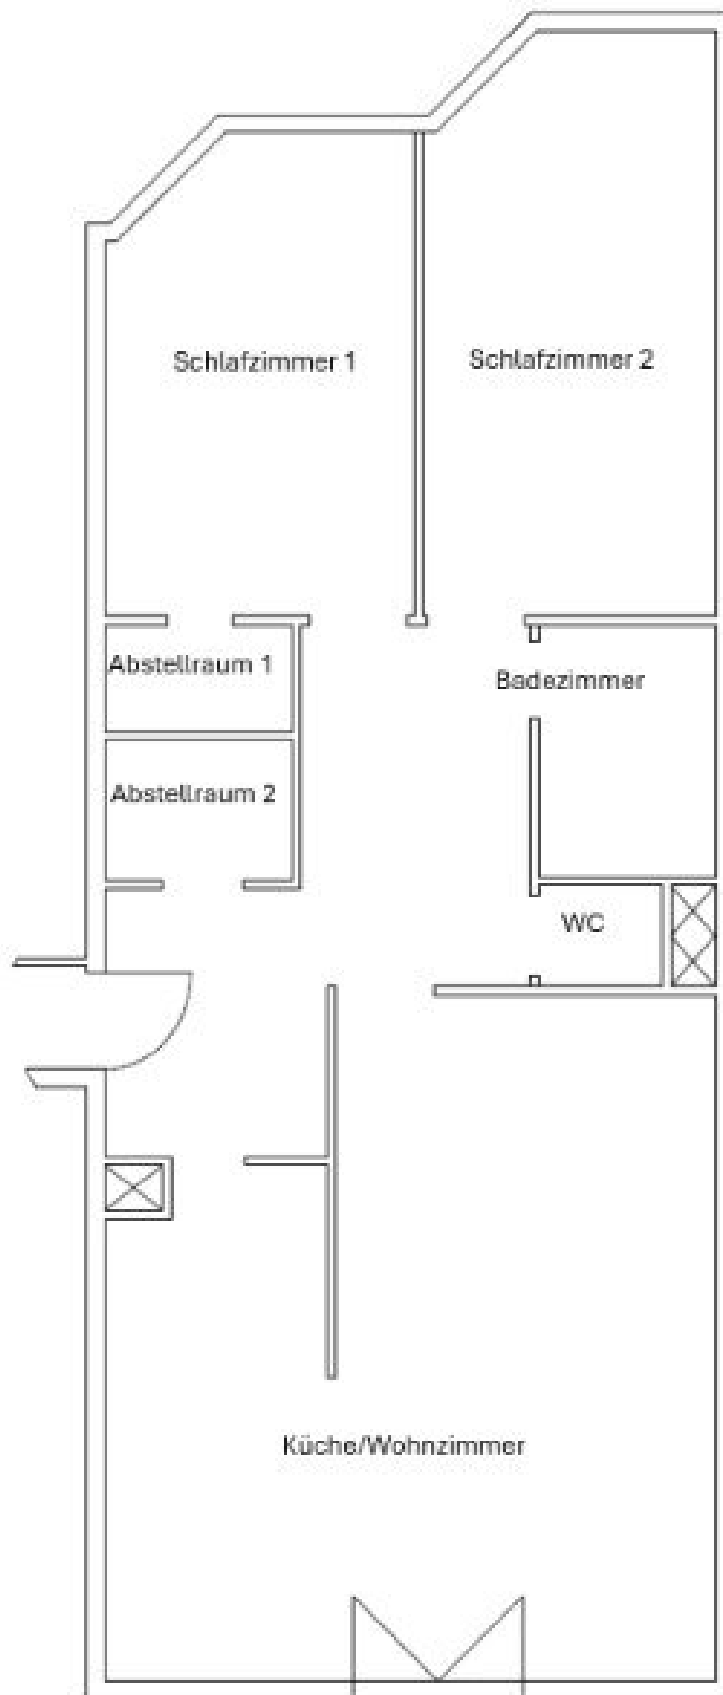 Schlafzimmer 1
Schlafzimmer 2
Abstellraum 1
Badezimmer
Abstellraum 2
WC
Küche/Wohnzimmer